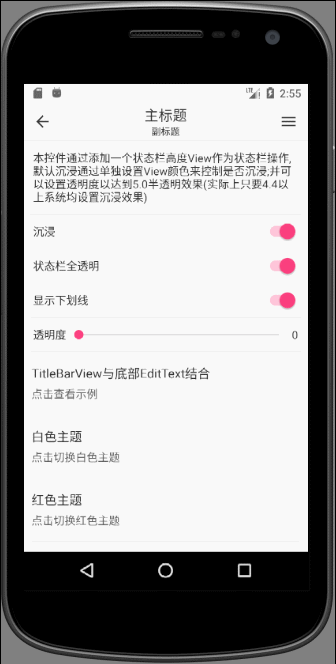 LTE 2:55
主标题
副标题
本控件通过添加一个状态栏高度View作为状态栏操作,
默认沉浸通过单独设置View颜色来控制是否沉浸;并可
以设置透明度以达到5.0半透明效果(实际上只要4.4以
上系统均设置沉浸效果)
沉浸
状态栏全透明
显示下划线
透明度 0
TitleBarView与底部EditText结合
点击查看示例
白色主题
点击切换白色主题
红色主题
点击切换红色主题